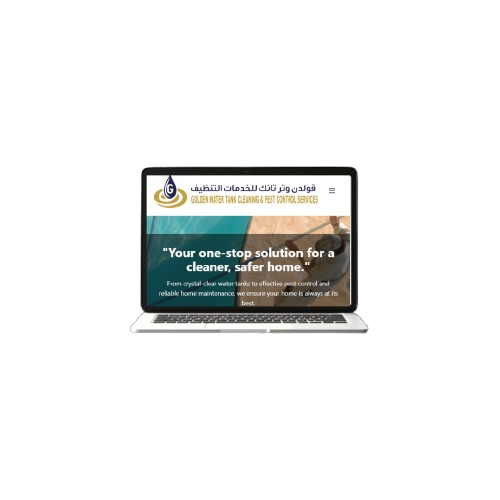 G
قولدن وتر تانك للخدمات التنظيف
GOLDEN WATER TANK CLEANING & PEST CONTROL SERVICES
"Your one-stop solution for a
cleaner, safer home."
From crystal-clear water tanks to effective pest control and
reliable home maintenance, we ensure your home is always at its
best.